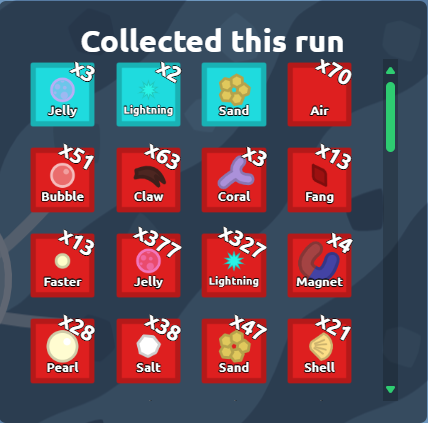 Collected this run
x3 x2 x70
Jelly Lightning Sand Air
x51 x63 x3 x13
Bubble Claw Coral Fang
x13 x377 x327 x4
Faster Jelly Lightning Magnet
x28 x38 x47 x21
Pearl Salt Sand Shell